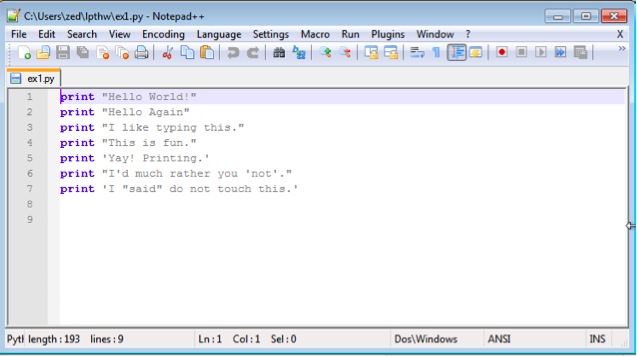 C:\Users\zed\lpthw\ex1.py - Notepad++
File Edit Search View Encoding Language Settings Macro Run Plugins Window ? X
ex1.py
1 print "Hello World!"
2 print "Hello Again"
3 print "I like typing this."
4 print "This is fun."
5 print 'Yay! Printing.'
6 print "I'd much rather you 'not'."
7 print 'I "said" do not touch this.'
8
9
Pytl length : 193 lines : 9 Ln : 1 Col : 1 Sel : 0 Dos\Windows ANSI INS